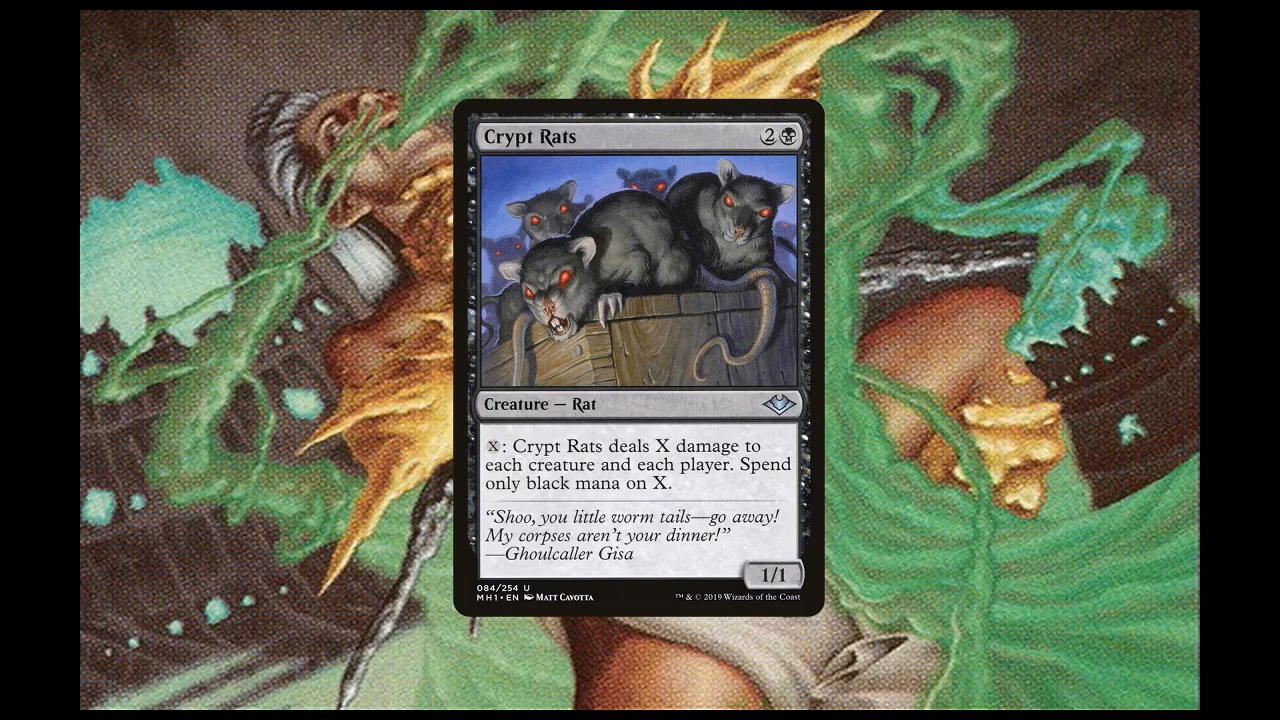 Crypt Rats
2
Creature — Rat
X: Crypt Rats deals X damage to
each creature and each player. Spend
only black mana on X.
“Shoo, you little worm tails—go away!
My corpses aren’t your dinner!”
—Ghoulcaller Gisa
1/1
084/254 U
MH1 • EN Matt Cavotta
™ & © 2019 Wizards of the Coast